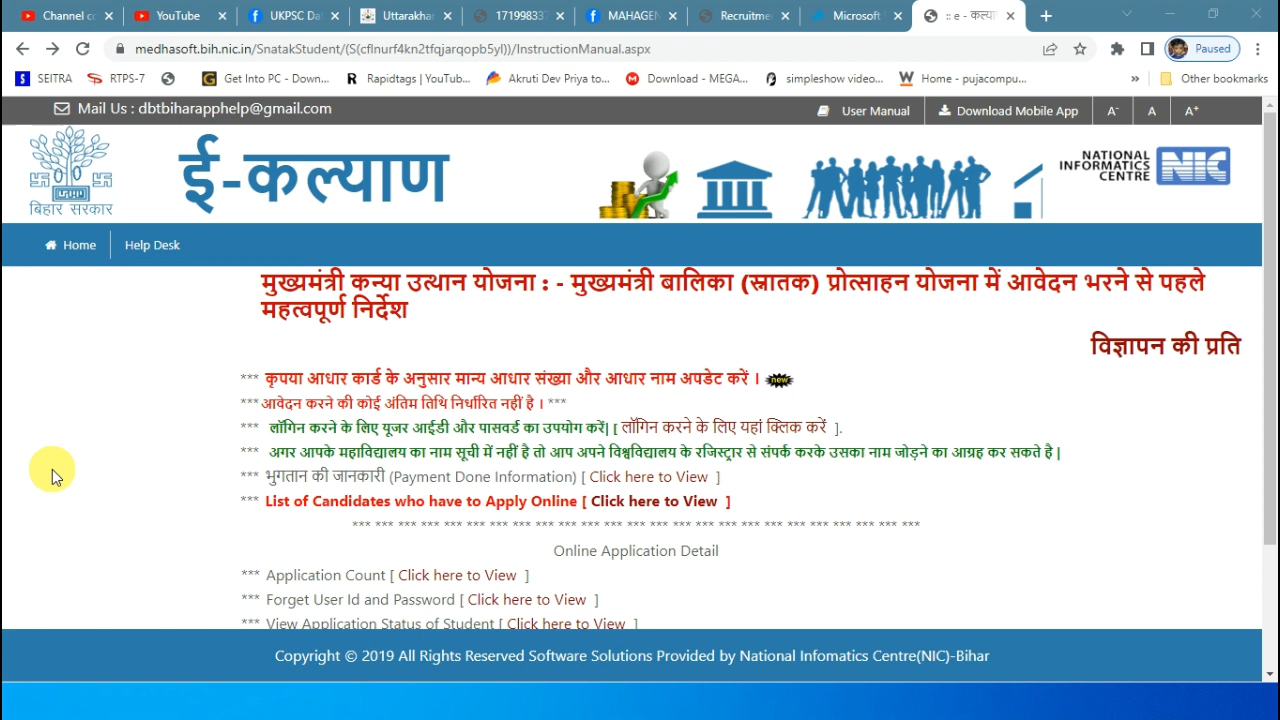 Channel co
YouTube
UKPSC Da
Uttarakha
17199833
MAHAGEN
Recruitme
Microsoft
:: e - कल्या
medhasoft.bih.nic.in/SnatakStudent/(S(cflnurf4kn2tfqjarqopb5yl))/InstructionManual.aspx
Paused
SEITRA
RTPS-7
Get Into PC - Down...
Rapidtags | YouTub...
Akruti Dev Priya to...
Download - MEGA...
simpleshow video...
Home - pujacompu...
»
Other bookmarks
Mail Us : dbtbiharapphelp@gmail.com
User Manual
Download Mobile App
A-
A
A+
बिहार सरकार
ई-कल्याण
NATIONAL
INFORMATICS
CENTRE
NIC
Home
Help Desk
मुख्यमंत्री कन्या उत्थान योजना : - मुख्यमंत्री बालिका (स्नातक) प्रोत्साहन योजना में आवेदन भरने से पहले
महत्वपूर्ण निर्देश
विज्ञापन की प्रति
*** कृपया आधार कार्ड के अनुसार मान्य आधार संख्या और आधार नाम अपडेट करें । new
*** आवेदन करने की कोई अंतिम तिथि निर्धारित नहीं है । ***
*** लॉगिन करने के लिए यूजर आईडी और पासवर्ड का उपयोग करें| [ लॉगिन करने के लिए यहां क्लिक करें ].
*** अगर आपके महाविद्यालय का नाम सूची में नहीं है तो आप अपने विश्वविद्यालय के रजिस्ट्रार से संपर्क करके उसका नाम जोड़ने का आग्रह कर सकते है |
*** भुगतान की जानकारी (Payment Done Information) [ Click here to View ]
*** List of Candidates who have to Apply Online [ Click here to View ]
*** *** *** *** *** *** *** *** *** *** *** *** *** *** *** *** *** *** *** *** *** *** *** *** ***
Online Application Detail
*** Application Count [ Click here to View ]
*** Forget User Id and Password [ Click here to View ]
*** View Application Status of Student [ Click here to View ]
Copyright © 2019 All Rights Reserved Software Solutions Provided by National Infomatics Centre(NIC)-Bihar